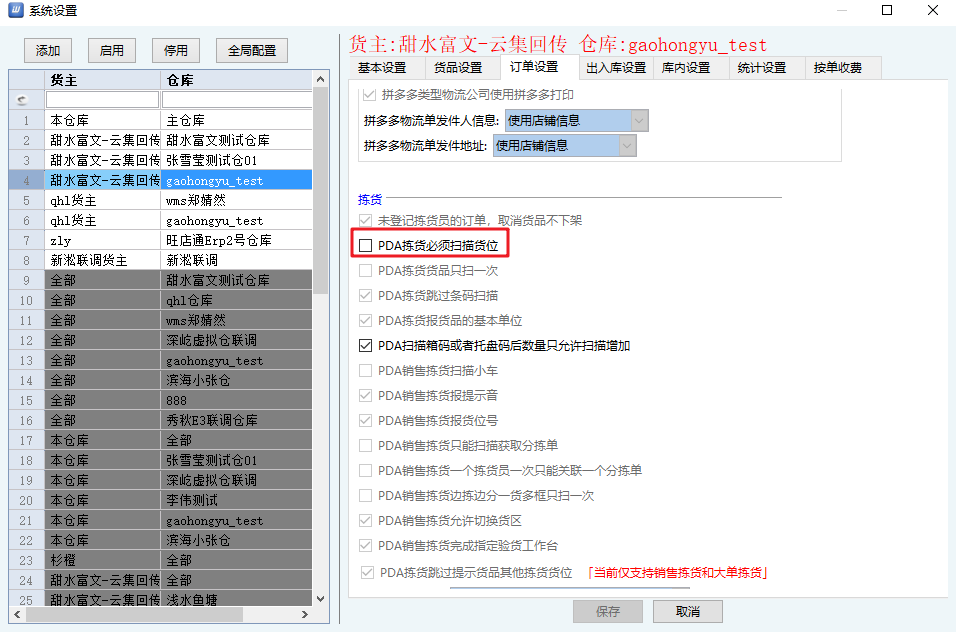 系统设置
添加 启用 停用 全局配置
货主:甜水富文-云集回传 仓库:gaohongyu_test
基本设置 货品设置 订单设置 出入库设置 库内设置 统计设置 按单收费
货主 仓库
1 本仓库 主仓库
2 甜水富文-云集回传 甜水富文测试仓库
3 甜水富文-云集回传 张雪莹测试仓01
4 甜水富文-云集回传 gaohongyu_test
5 qhl货主 wms郑婧然
6 qhl货主 gaohongyu_test
7 zly 旺店通Erp2号仓库
8 新淞联调货主 新淞联调
9 全部 甜水富文测试仓库
10 全部 qhl仓库
11 全部 wms郑婧然
12 全部 深屹虚拟仓联调
13 全部 gaohongyu_test
14 全部 滨海小张仓
15 全部 888
16 全部 秀秋E3联调仓库
17 本仓库 全部
18 本仓库 张雪莹测试仓01
19 本仓库 深屹虚拟仓联调
20 本仓库 李伟测试
21 本仓库 gaohongyu_test
22 本仓库 滨海小张仓
23 杉橙 全部
24 甜水富文-云集回传 全部
25 甜水富文-云集回传 浅水鱼塘
拼多多类型物流公司使用拼多多打印
拼多多物流单发件人信息: 使用店铺信息
拼多多物流单发件地址: 使用店铺信息
拣货
未登记拣货员的订单，取消货品不下架
PDA拣货必须扫描货位
PDA拣货货品只扫一次
PDA拣货跳过条码扫描
PDA拣货报货品的基本单位
PDA扫描箱码或者托盘码后数量只允许扫描增加
PDA销售拣货扫描小车
PDA销售拣货报提示音
PDA销售拣货报货位号
PDA销售拣货只能扫描获取分拣单
PDA销售拣货一个拣货员一次只能关联一个分拣单
PDA销售拣货边拣边分一货多框只扫一次
PDA销售拣货允许切换货区
PDA销售拣货完成指定验货工作台
PDA拣货跳过提示货品其他拣货货位 「当前仅支持销售拣货和大单拣货」
保存 取消